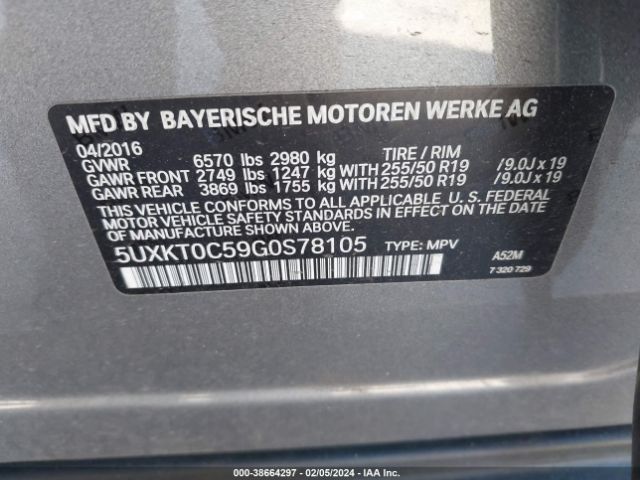 MFD BY BAYERISCHE MOTOREN WERKE AG
04/2016
GVWR 6570 lbs 2980 kg TIRE / RIM
GAWR FRONT 2749 lbs 1247 kg WITH 255/50 R19 /9.0J x 19
GAWR REAR 3869 lbs 1755 kg WITH 255/50 R19 /9.0J x 19
THIS VEHICLE CONFORMS TO ALL APPLICABLE U. S. FEDERAL
MOTOR VEHICLE SAFETY STANDARDS IN EFFECT ON THE DATE OF
MANUFACTURE SHOWN ABOVE.
5UXKT0C59G0S78105 TYPE: MPV A52M
7 320 729
© - 38664297 - 02/05/2024 - IAA Inc.